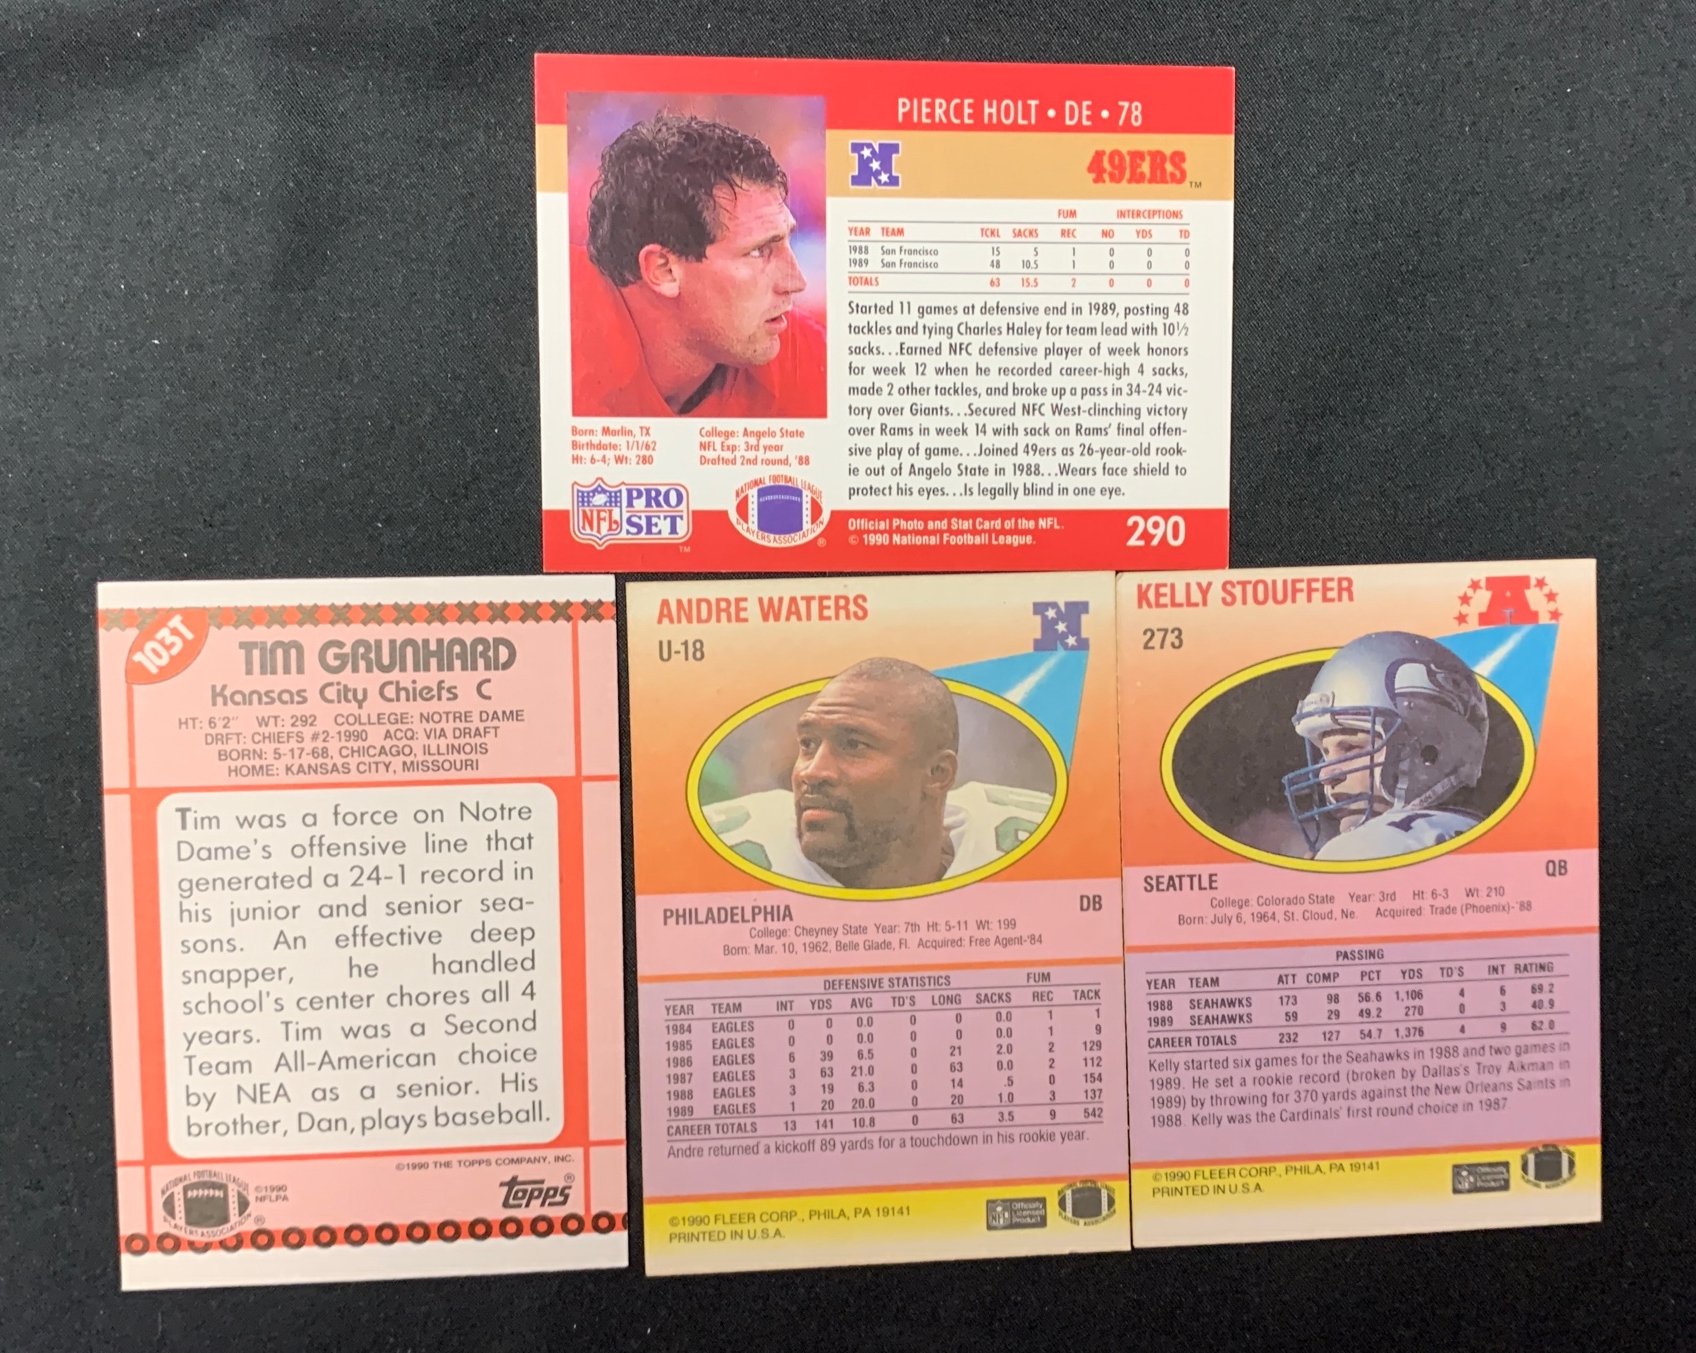 PIERCE HOLT • DE • 78
N
49ERS TM
FUM INTERCEPTIONS
YEAR TEAM TCKL SACKS REC NO YDS TD
1988 San Francisco 15 5 1 0 0 0
1989 San Francisco 48 10.5 1 0 0 0
TOTALS 63 15.5 2 0 0 0
Started 11 games at defensive end in 1989, posting 48
tackles and tying Charles Haley for team lead with 10½
sacks...Earned NFC defensive player of week honors
for week 12 when he recorded career-high 4 sacks,
made 2 other tackles, and broke up a pass in 34-24 vic-
tory over Giants...Secured NFC West-clinching victory
over Rams in week 14 with sack on Rams' final offen-
sive play of game...Joined 49ers as 26-year-old rook-
ie out of Angelo State in 1988...Wears face shield to
protect his eyes...Is legally blind in one eye.
Born: Marlin, TX
Birthdate: 1/1/62
Ht: 6-4; Wt: 280
College: Angelo State
NFL Exp: 3rd year
Drafted 2nd round, '88
NFL PRO SET TM
NATIONAL FOOTBALL LEAGUE
PLAYERS ASSOCIATION ®
Official Photo and Stat Card of the NFL.
© 1990 National Football League.
290
103T
TIM GRUNHARD
Kansas City Chiefs C
HT: 6'2" WT: 292 COLLEGE: NOTRE DAME
DRFT: CHIEFS #2-1990 ACQ: VIA DRAFT
BORN: 5-17-68, CHICAGO, ILLINOIS
HOME: KANSAS CITY, MISSOURI
Tim was a force on Notre
Dame's offensive line that
generated a 24-1 record in
his junior and senior sea-
sons. An effective deep
snapper, he handled
school's center chores all 4
years. Tim was a Second
Team All-American choice
by NEA as a senior. His
brother, Dan, plays baseball.
©1990 THE TOPPS COMPANY, INC.
NATIONAL FOOTBALL LEAGUE
PLAYERS ASSOCIATION ®
©1990
NFLPA
topps®
ANDRE WATERS
U-18
N
PHILADELPHIA DB
College: Cheyney State Year: 7th Ht: 5-11 Wt: 199
Born: Mar. 10, 1962, Belle Glade, Fl. Acquired: Free Agent-'84
DEFENSIVE STATISTICS FUM
YEAR TEAM INT YDS AVG TD'S LONG SACKS REC TACK
1984 EAGLES 0 0 0.0 0 0 0.0 1 1
1985 EAGLES 0 0 0.0 0 0 0.0 1 9
1986 EAGLES 6 39 6.5 0 21 2.0 2 129
1987 EAGLES 3 63 21.0 0 63 0.0 2 112
1988 EAGLES 3 19 6.3 0 14 .5 0 154
1989 EAGLES 1 20 20.0 0 20 1.0 3 137
CAREER TOTALS 13 141 10.8 0 63 3.5 9 542
Andre returned a kickoff 89 yards for a touchdown in his rookie year.
©1990 FLEER CORP., PHILA, PA 19141
PRINTED IN U.S.A.
NFL Officially Licensed Product
KELLY STOUFFER
273
A
SEATTLE QB
College: Colorado State Year: 3rd Ht: 6-3 Wt: 210
Born: July 6, 1964, St. Cloud, Ne. Acquired: Trade (Phoenix)-'88
PASSING
YEAR TEAM ATT COMP PCT YDS TD'S INT RATING
1988 SEAHAWKS 173 98 56.6 1,106 4 6 69.2
1989 SEAHAWKS 59 29 49.2 270 0 3 40.9
CAREER TOTALS 232 127 54.7 1,376 4 9 62.0
Kelly started six games for the Seahawks in 1988 and two games in
1989. He set a rookie record (broken by Dallas's Troy Aikman in
1989) by throwing for 370 yards against the New Orleans Saints in
1988. Kelly was the Cardinals' first round choice in 1987.
©1990 FLEER CORP., PHILA, PA 19141
PRINTED IN U.S.A.
NFL Officially Licensed Product